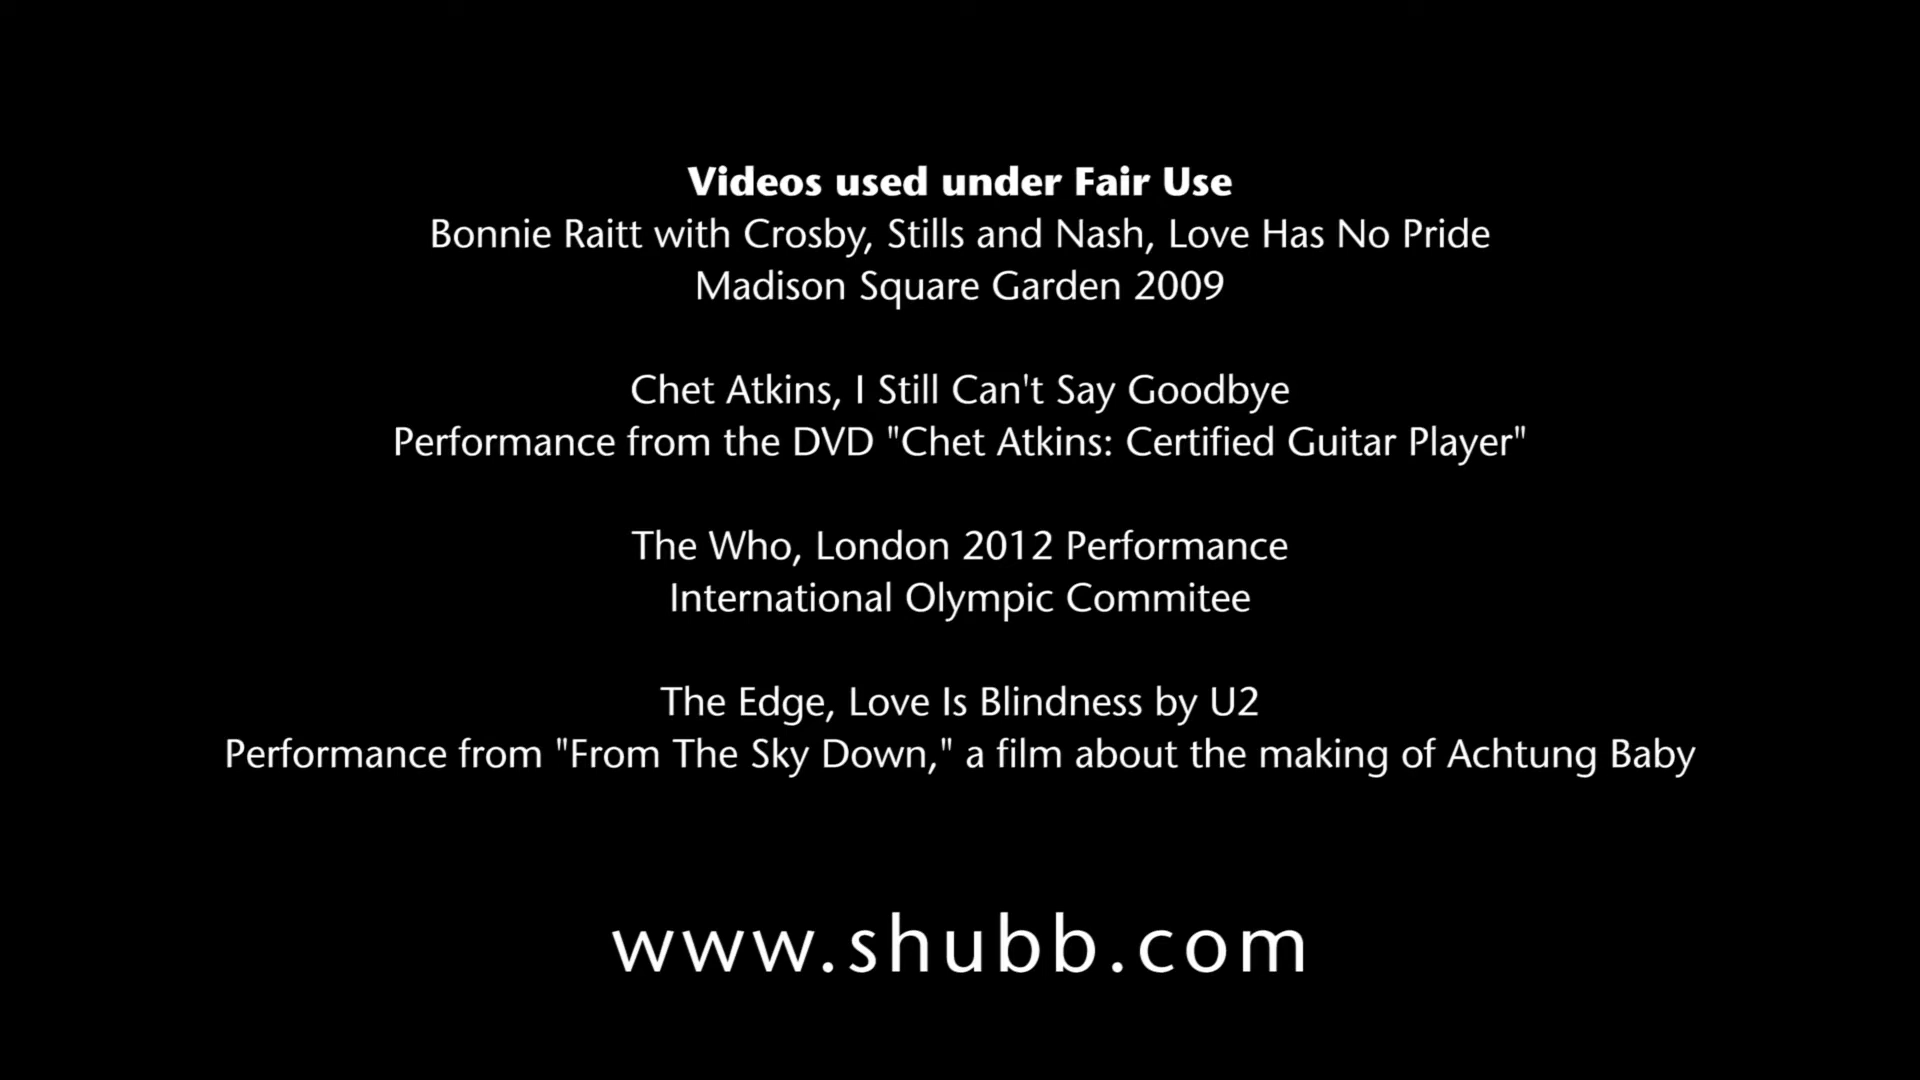 Videos used under Fair Use
Bonnie Raitt with Crosby, Stills and Nash, Love Has No Pride
Madison Square Garden 2009
Chet Atkins, I Still Can't Say Goodbye
Performance from the DVD "Chet Atkins: Certified Guitar Player"
The Who, London 2012 Performance
International Olympic Commitee
The Edge, Love Is Blindness by U2
Performance from "From The Sky Down," a film about the making of Achtung Baby
www.shubb.com